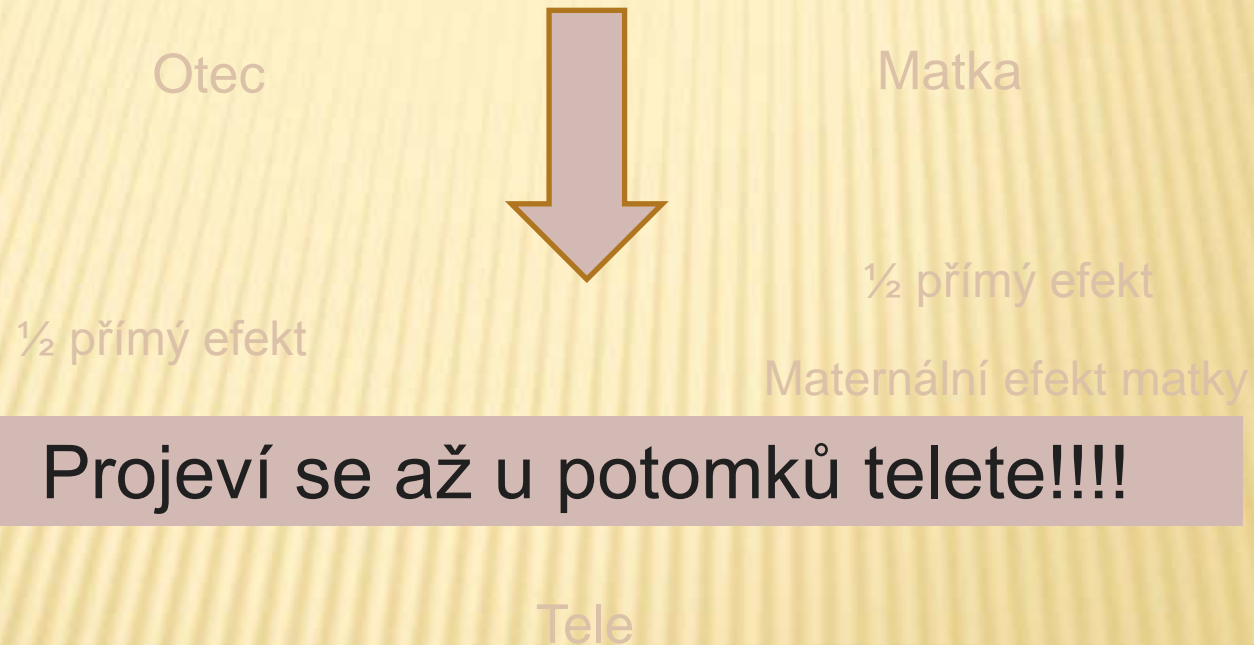 Otec
Matka
½ přímý efekt
½ přímý efekt
Maternální efekt matky
Projeví se až u potomků telete!!!!
Tele